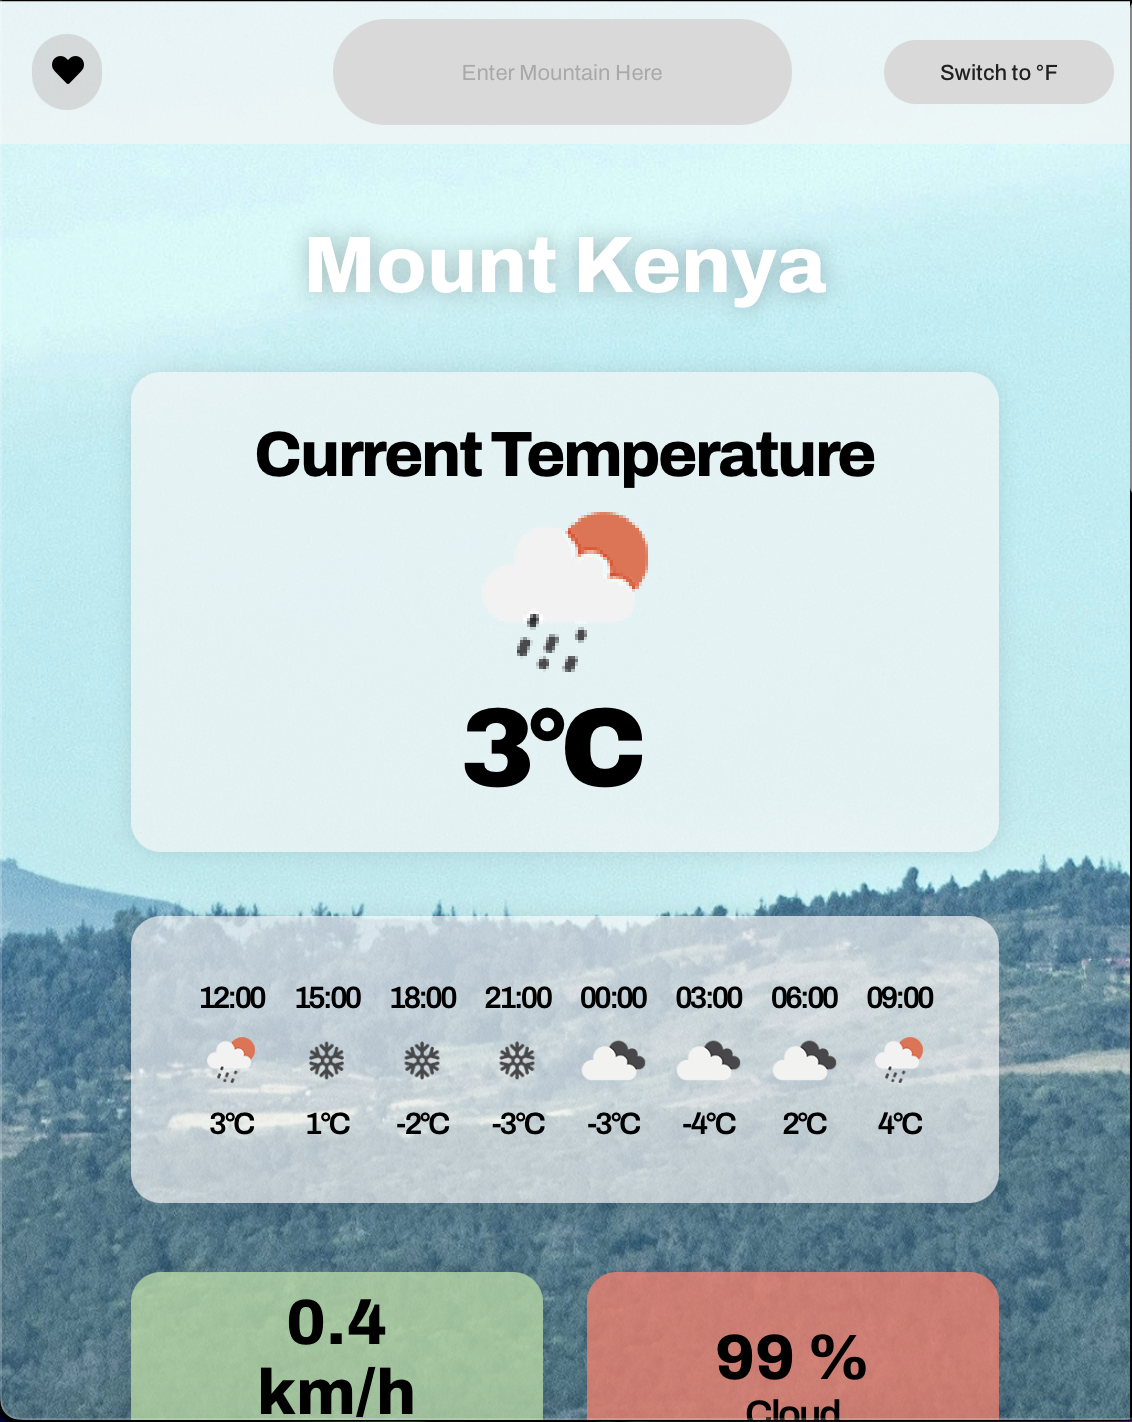 Enter Mountain Here
Switch to °F
Mount Kenya
Current Temperature
3°C
12:00 15:00 18:00 21:00 00:00 03:00 06:00 09:00
3°C 1°C -2°C -3°C -3°C -4°C 2°C 4°C
0.4
km/h
99 %
Cloud